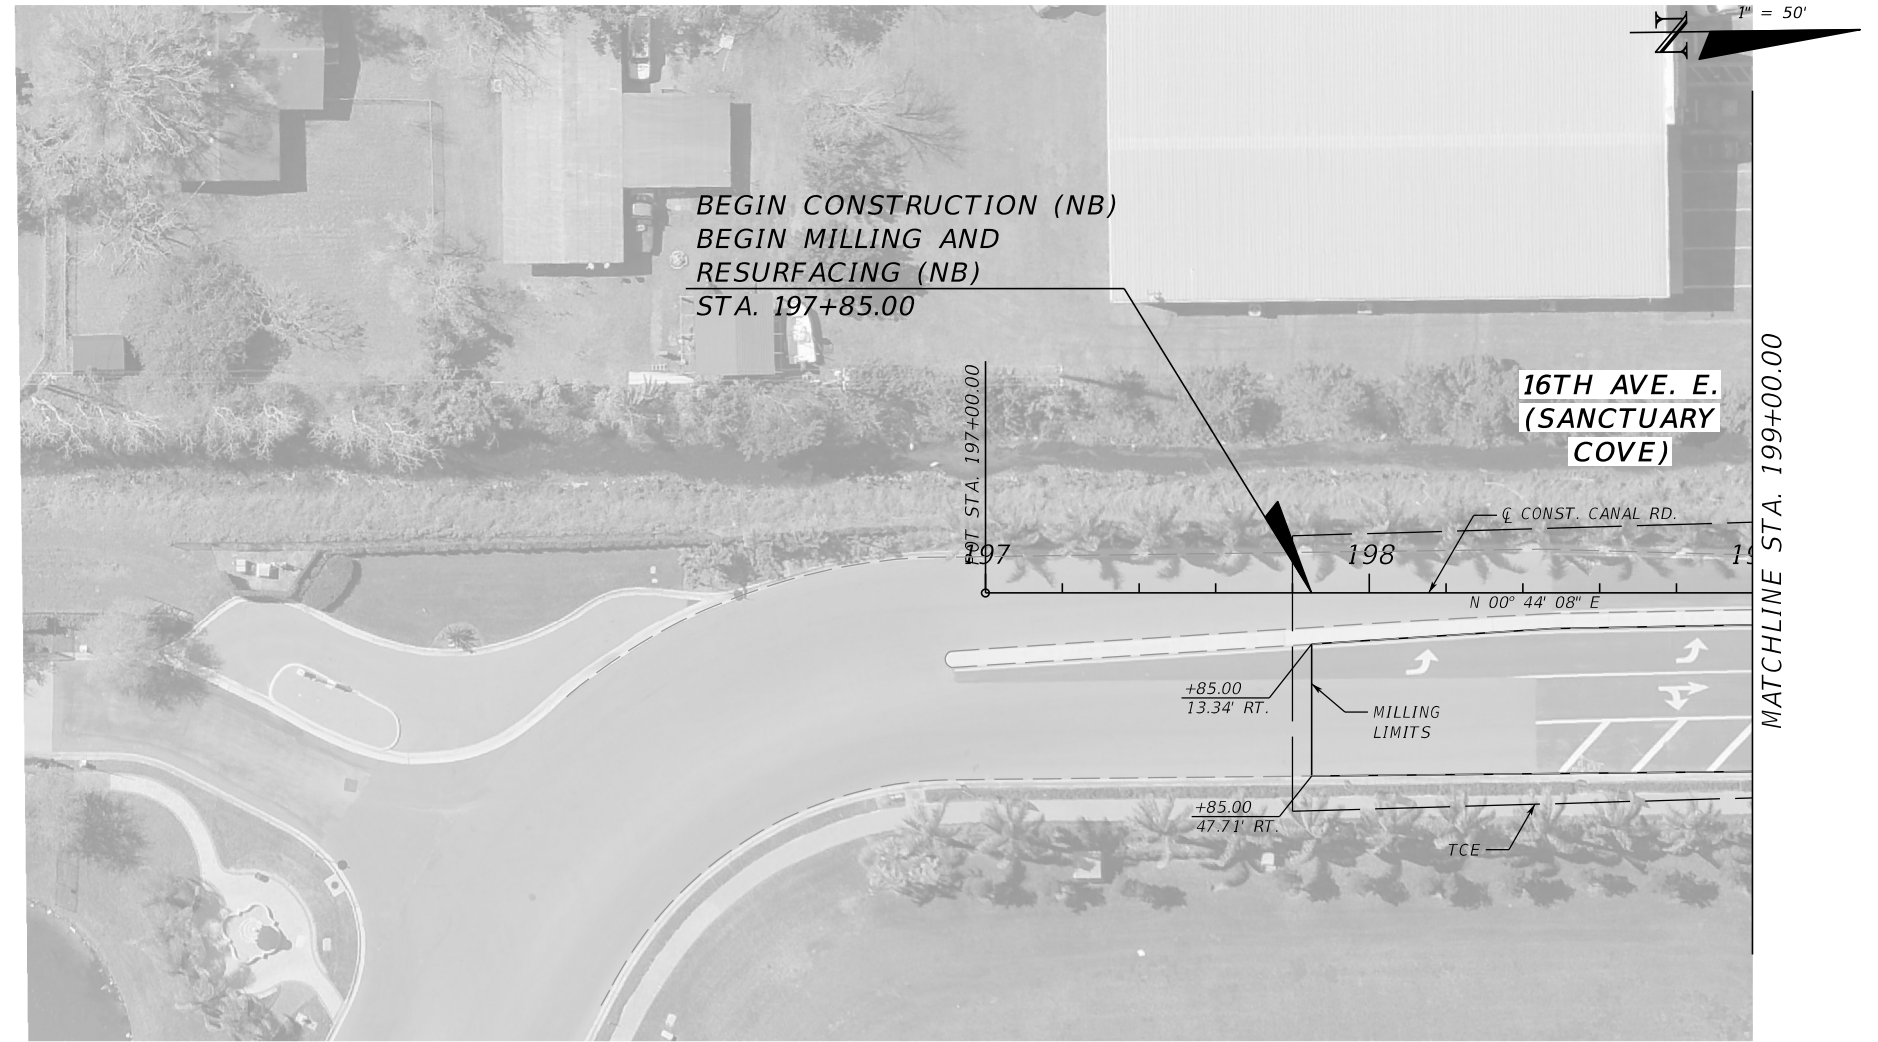 N
1" = 50'
BEGIN CONSTRUCTION (NB)
BEGIN MILLING AND
RESURFACING (NB)
STA. 197+85.00
POT STA. 197+00.00
16TH AVE. E.
(SANCTUARY
COVE)
MATCHLINE STA. 199+00.00
℄ CONST. CANAL RD.
197
198
19
N 00° 44' 08" E
+85.00
13.34' RT.
MILLING
LIMITS
+85.00
47.71' RT.
TCE